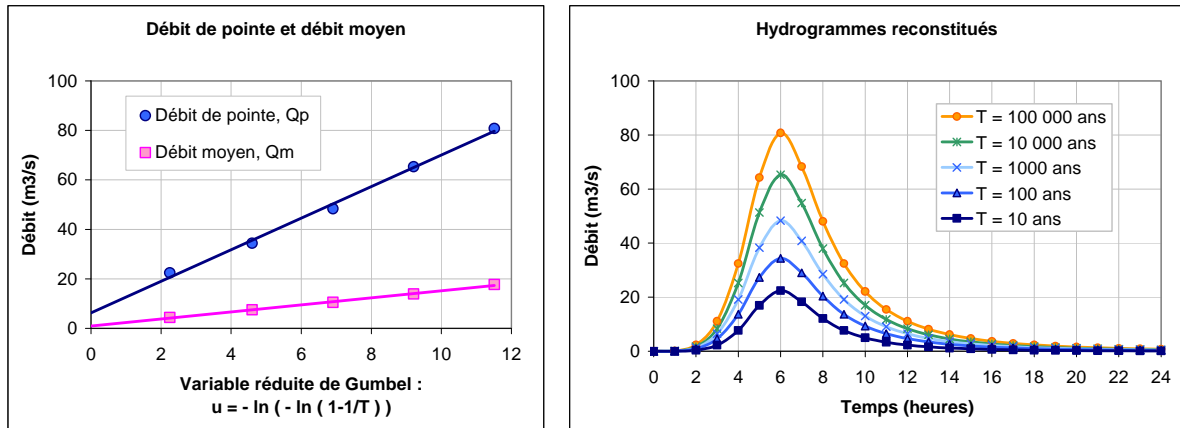 Débit de pointe et débit moyen
100
80
60
40
20
0
Débit (m3/s)
Débit de pointe, Qp
Débit moyen, Qm
0 2 4 6 8 10 12
Variable réduite de Gumbel :
u = - ln ( - ln ( 1-1/T ) )
Hydrogrammes reconstitués
100
80
60
40
20
0
Débit (m3/s)
T = 100 000 ans
T = 10 000 ans
T = 1000 ans
T = 100 ans
T = 10 ans
0 2 4 6 8 10 12 14 16 18 20 22 24
Temps (heures)